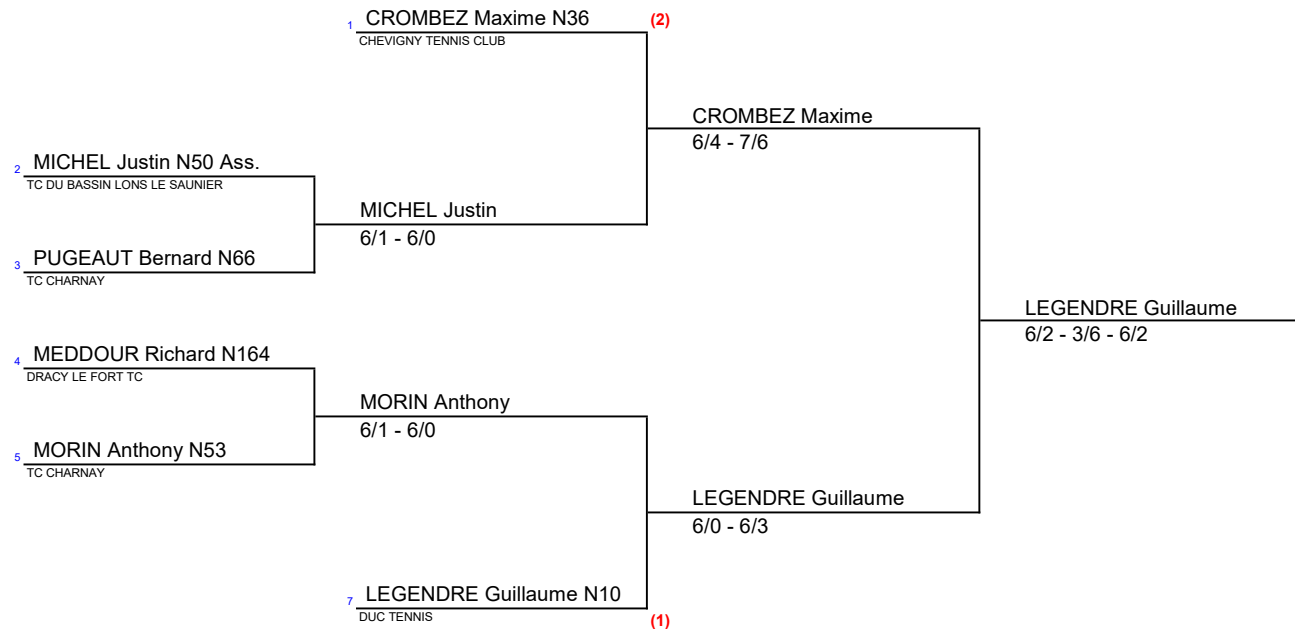 1 CROMBEZ Maxime N36 (2)
CHEVIGNY TENNIS CLUB
CROMBEZ Maxime
6/4 - 7/6
2 MICHEL Justin N50 Ass.
TC DU BASSIN LONS LE SAUNIER
MICHEL Justin
6/1 - 6/0
3 PUGEAUT Bernard N66
TC CHARNAY
LEGENDRE Guillaume
6/2 - 3/6 - 6/2
4 MEDDOUR Richard N164
DRACY LE FORT TC
MORIN Anthony
6/1 - 6/0
5 MORIN Anthony N53
TC CHARNAY
LEGENDRE Guillaume
6/0 - 6/3
7 LEGENDRE Guillaume N10
DUC TENNIS (1)